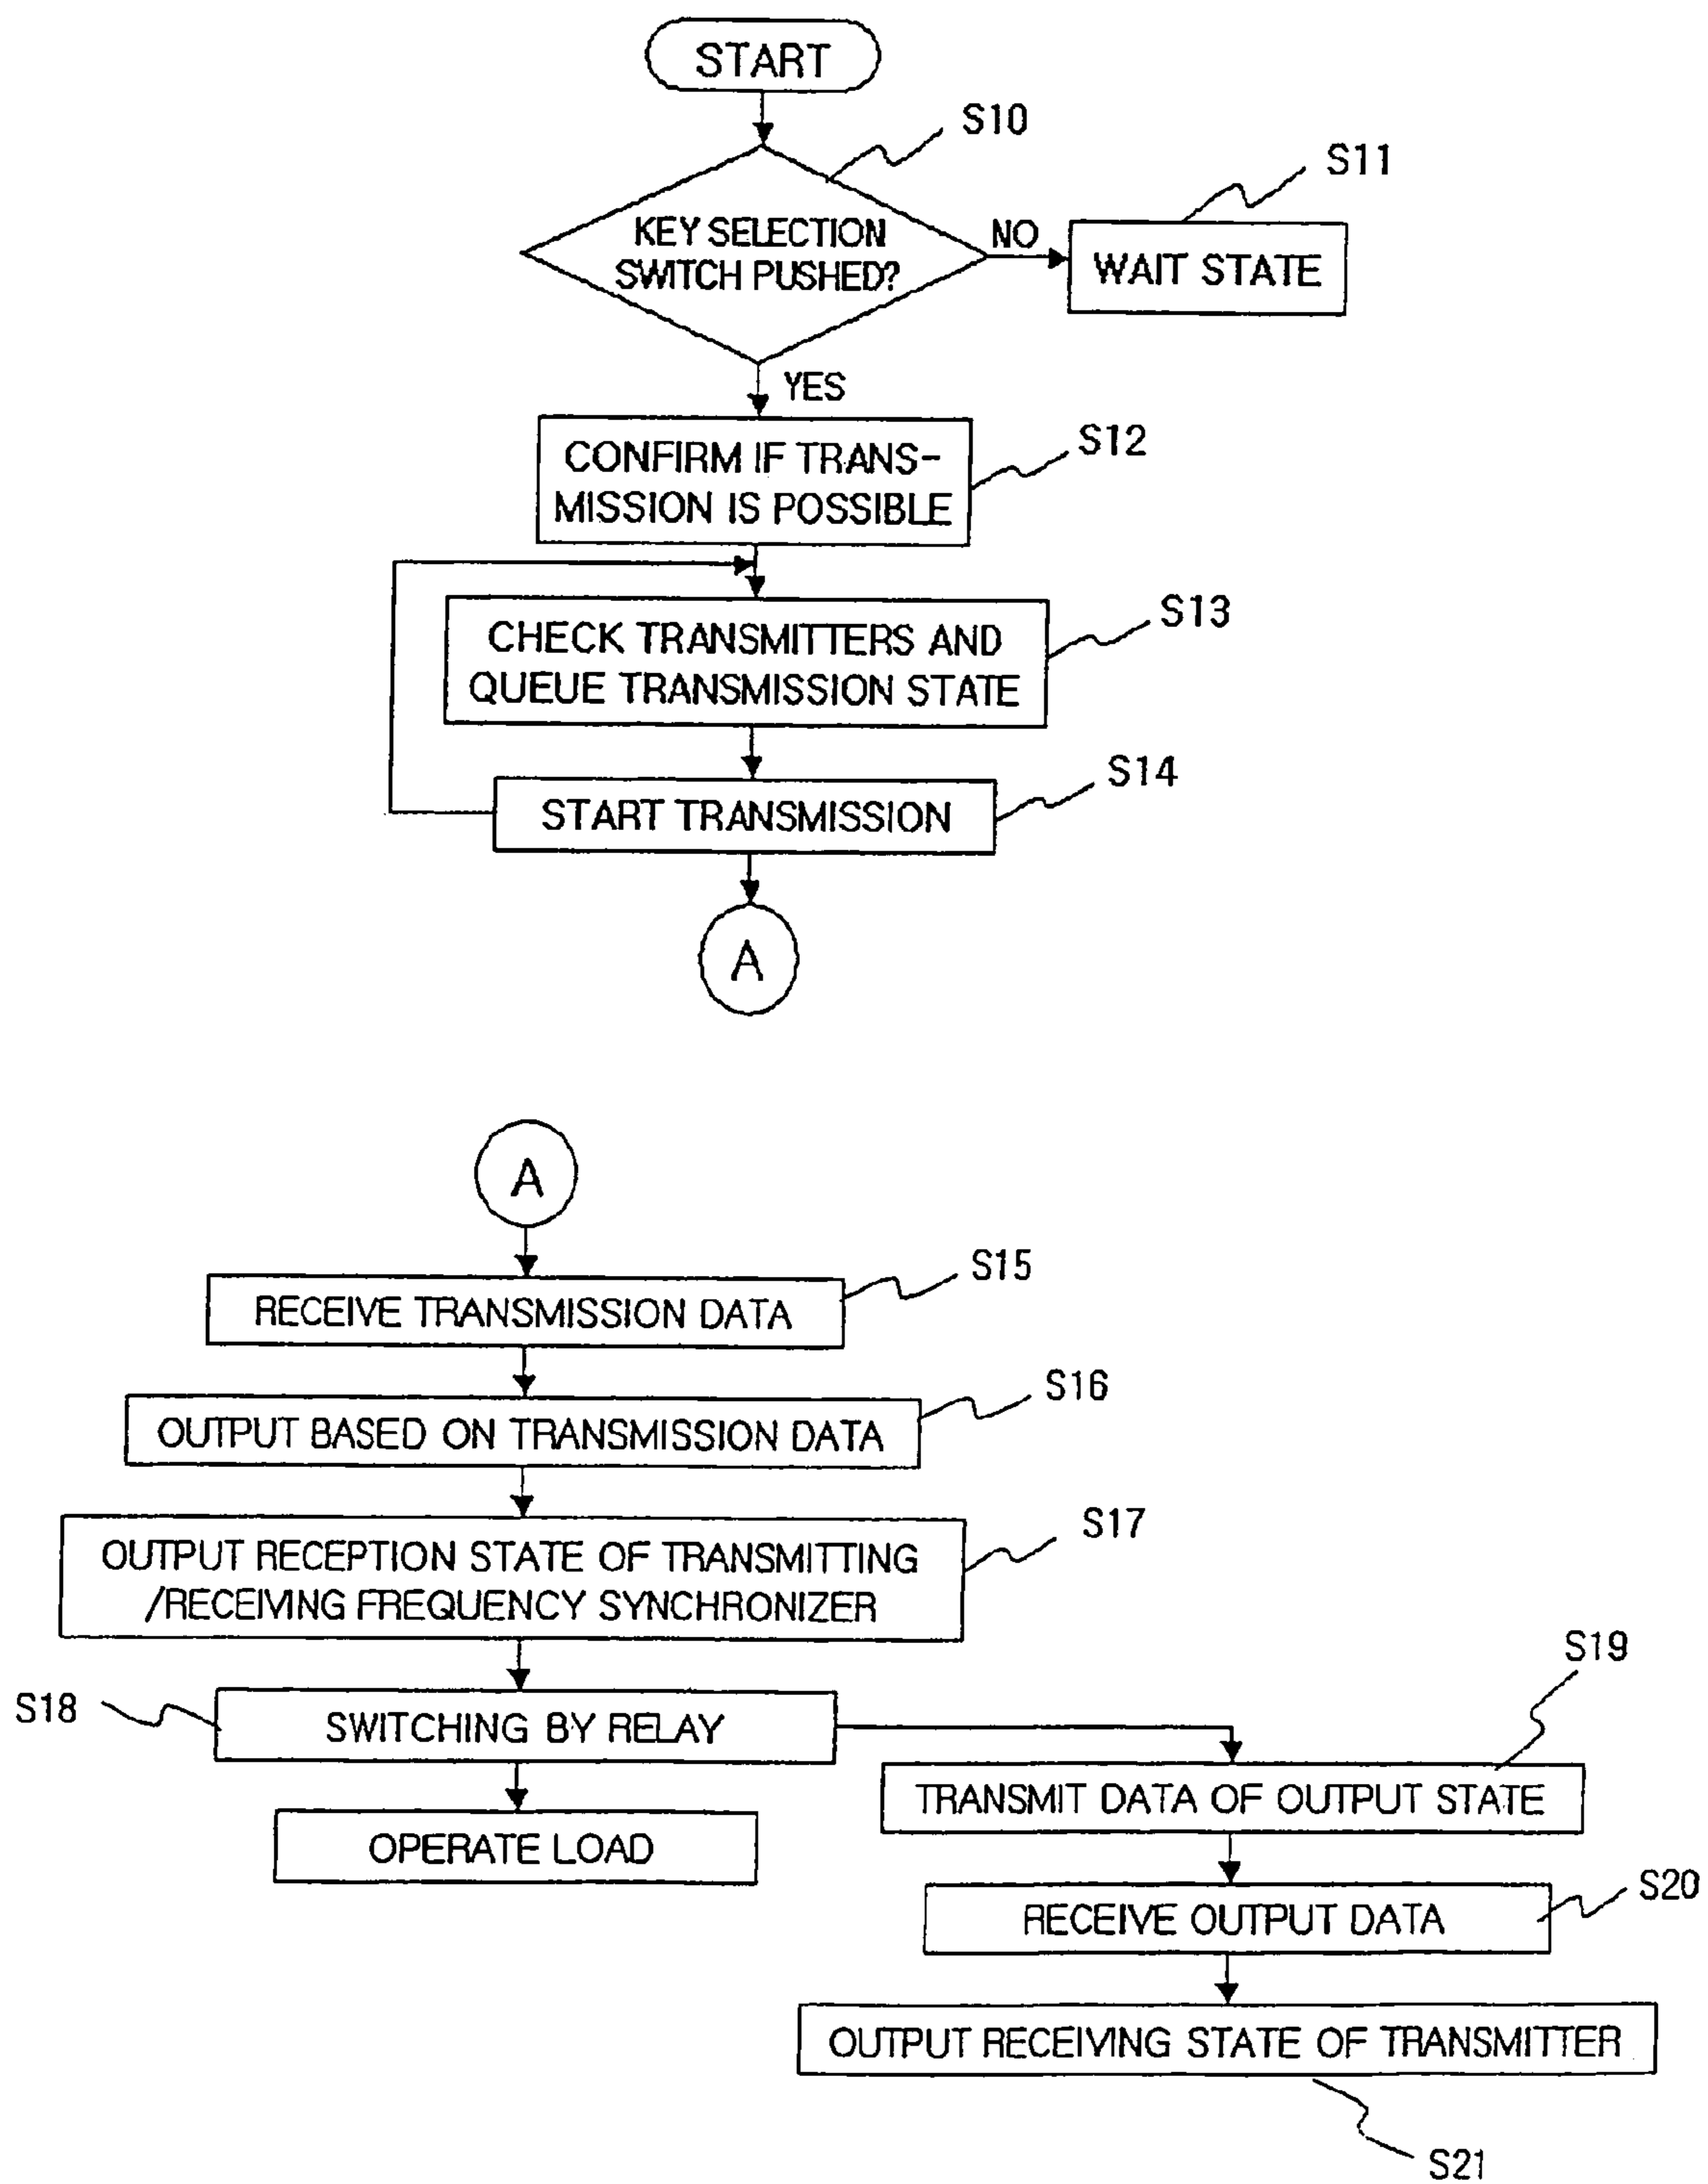 START
S10
KEY SELECTION
SWITCH PUSHED?
NO
S11
WAIT STATE
YES
CONFIRM IF TRANS-
MISSION IS POSSIBLE
S12
CHECK TRANSMITTERS AND
QUEUE TRANSMISSION STATE
S13
START TRANSMISSION
S14
A
A
RECEIVE TRANSMISSION DATA
S15
OUTPUT BASED ON TRANSMISSION DATA
S16
OUTPUT RECEPTION STATE OF TRANSMITTING
/RECEIVING FREQUENCY SYNCHRONIZER
S17
S18
SWITCHING BY RELAY
OPERATE LOAD
S19
TRANSMIT DATA OF OUTPUT STATE
S20
RECEIVE OUTPUT DATA
OUTPUT RECEIVING STATE OF TRANSMITTER
S21